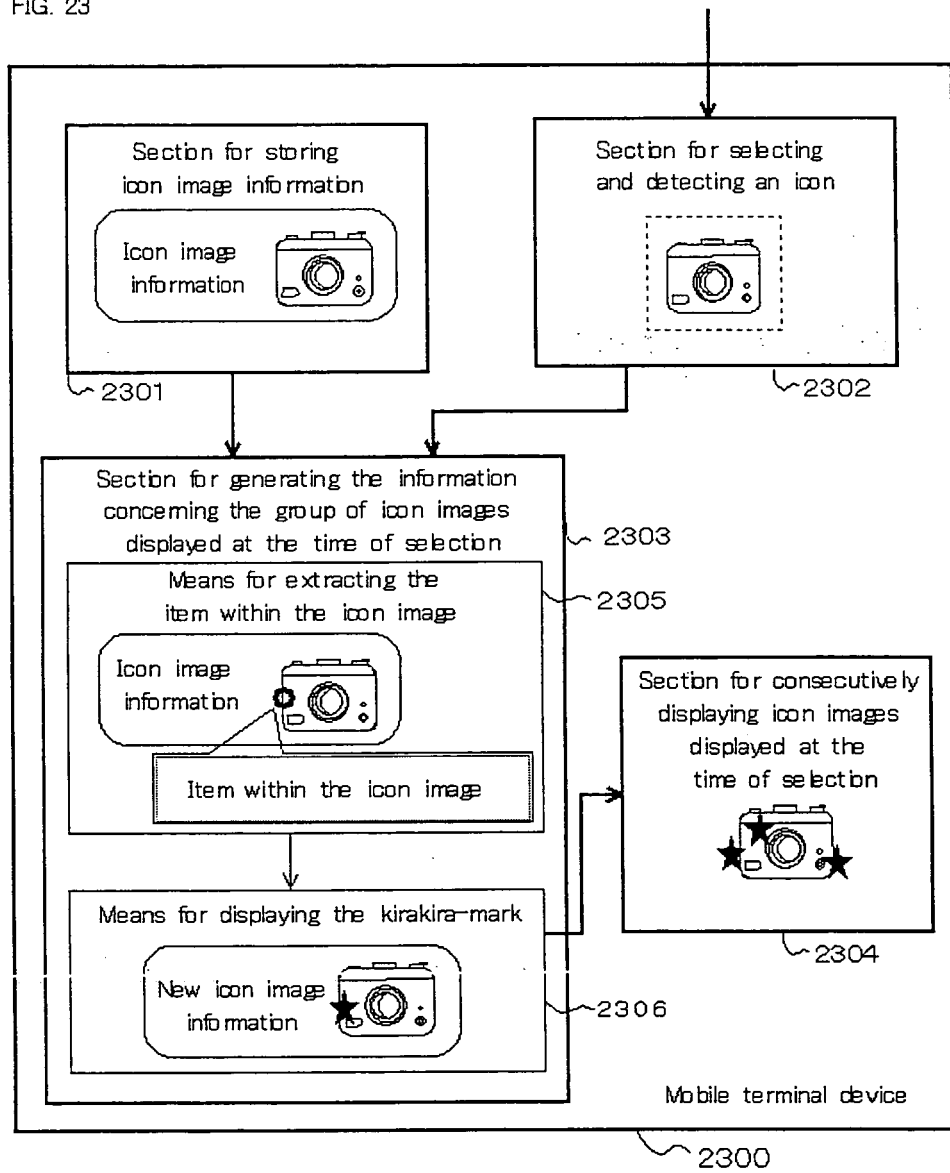 FIG. 23
Section for storing
icon image information
Icon image
information
2301
Section for selecting
and detecting an icon
2302
Section for generating the information
concerning the group of icon images
displayed at the time of selection
2303
Means for extracting the
item within the icon image
2305
Icon image
information
Item within the icon image
Means for displaying the kirakira-mark
New icon image
information
2306
Section for consecutively
displaying icon images
displayed at the
time of selection
2304
Mobile terminal device
2300